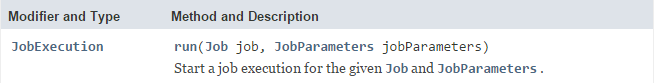 Modifier and Type Method and Description
JobExecution run(Job job, JobParameters jobParameters)
Start a job execution for the given Job and JobParameters.